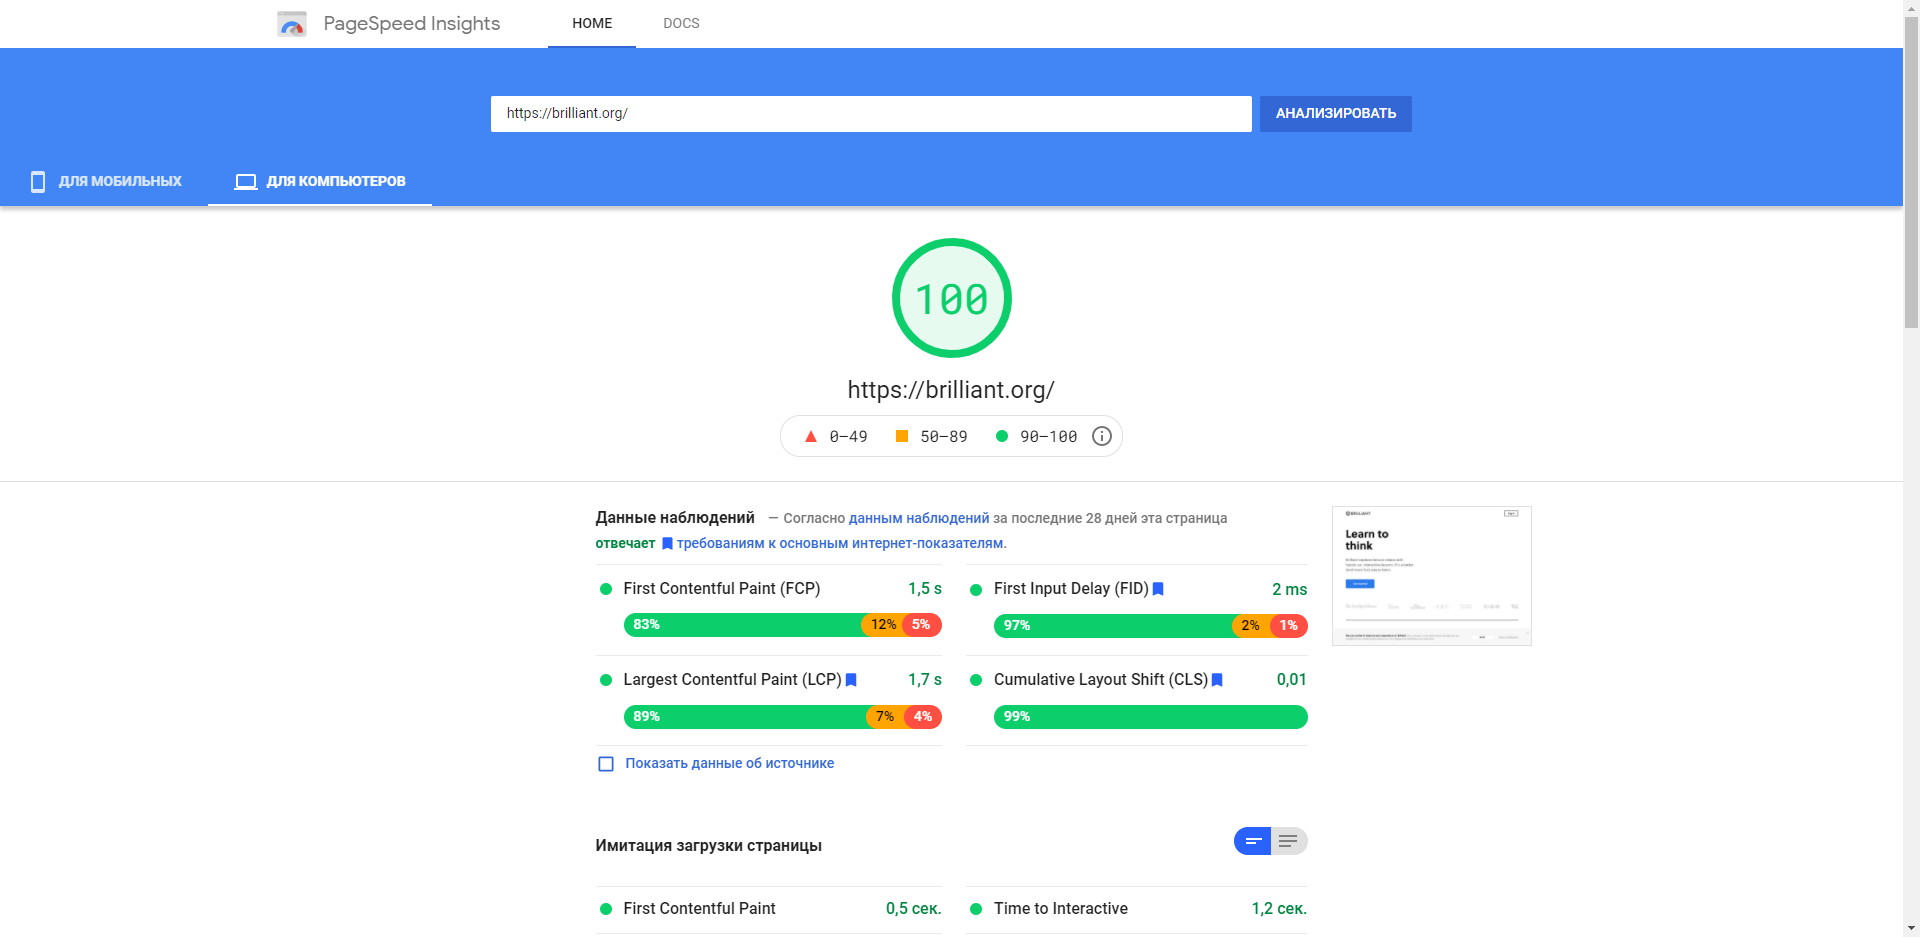 PageSpeed Insights HOME DOCS
https://brilliant.org/ АНАЛИЗИРОВАТЬ
ДЛЯ МОБИЛЬНЫХ ДЛЯ КОМПЬЮТЕРОВ
100
https://brilliant.org/
0–49 50–89 90–100
Данные наблюдений — Согласно данным наблюдений за последние 28 дней эта страница
отвечает требованиям к основным интернет-показателям.
First Contentful Paint (FCP) 1,5 s
83% 12% 5%
First Input Delay (FID) 2 ms
97% 2% 1%
Largest Contentful Paint (LCP) 1,7 s
89% 7% 4%
Cumulative Layout Shift (CLS) 0,01
99%
Показать данные об источнике
BRILLIANT
Learn to
think
Имитация загрузки страницы
First Contentful Paint 0,5 сек.
Time to Interactive 1,2 сек.